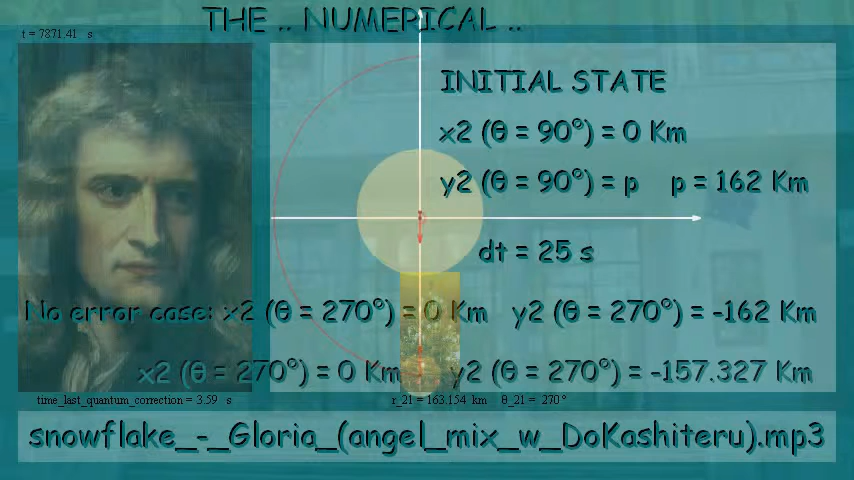 THE .. NUMERICAL ..
t = 7871.41 s
INITIAL STATE
x2 (θ = 90°) = 0 Km
y2 (θ = 90°) = p p = 162 Km
dt = 25 s
No error case: x2 (θ = 270°) = 0 Km y2 (θ = 270°) = -162 Km
x2 (θ = 270°) = 0 Km y2 (θ = 270°) = -157.327 Km
time_last_quantum_correction = 3.59 s r_21 = 163.154 km θ_21 = 270°
snowflake_-_Gloria_(angel_mix_w_DoKashiteru).mp3